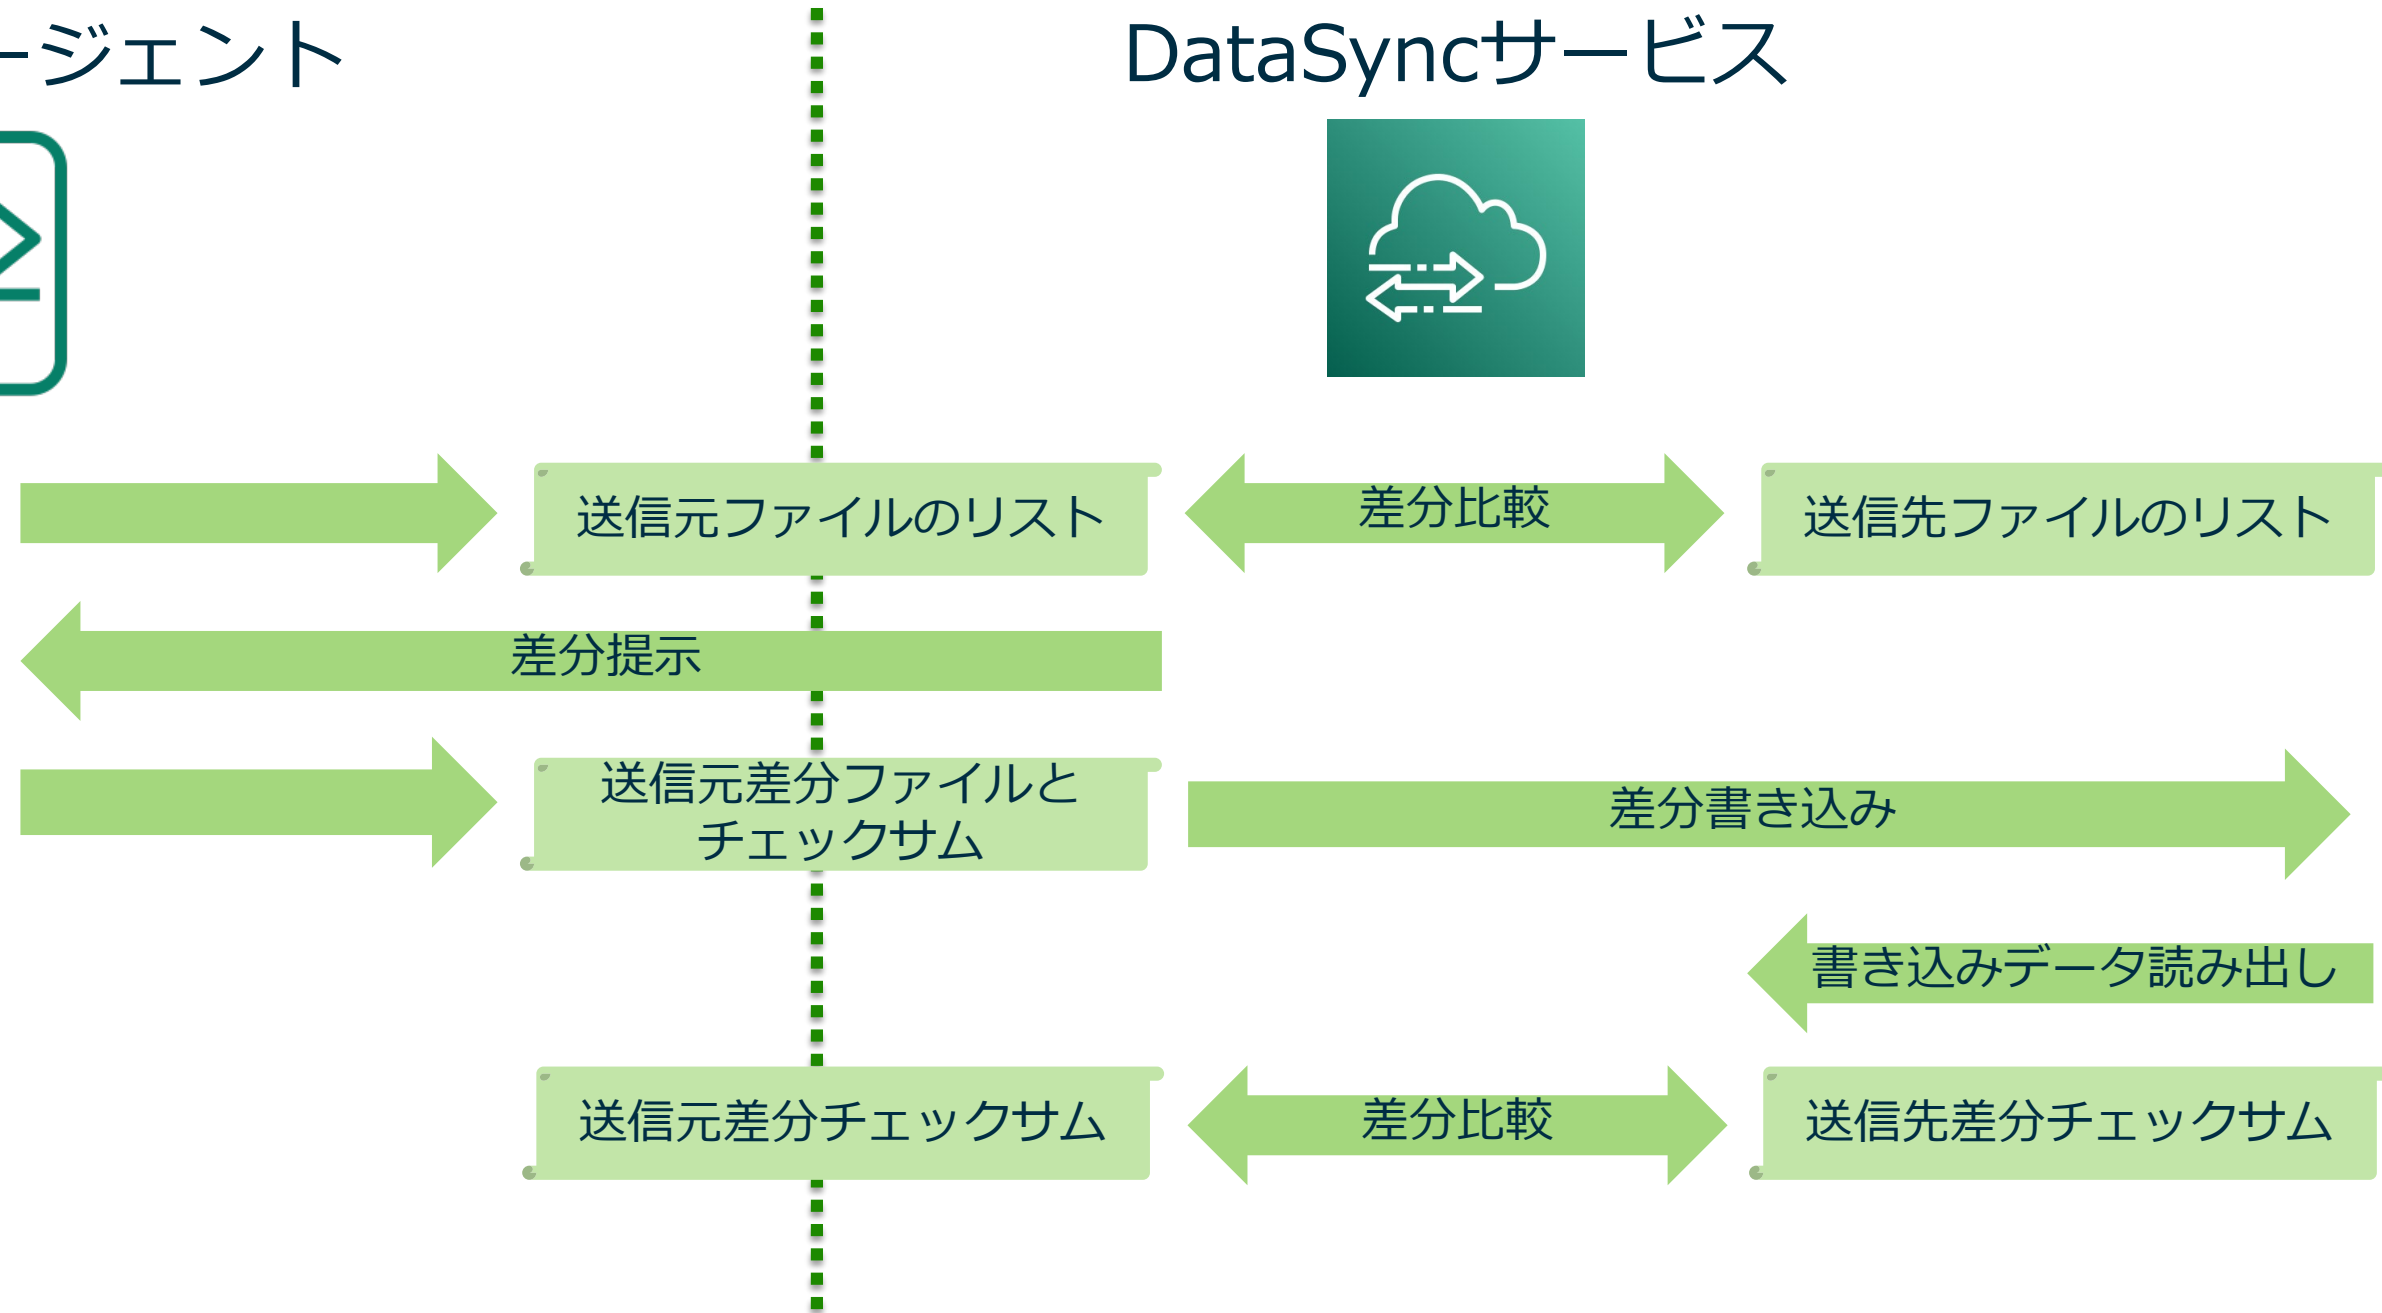 ージェント
DataSyncサービス
送信元ファイルのリスト
差分比較
送信先ファイルのリスト
差分提示
送信元差分ファイルと
チェックサム
差分書き込み
書き込みデータ読み出し
送信元差分チェックサム
差分比較
送信先差分チェックサム